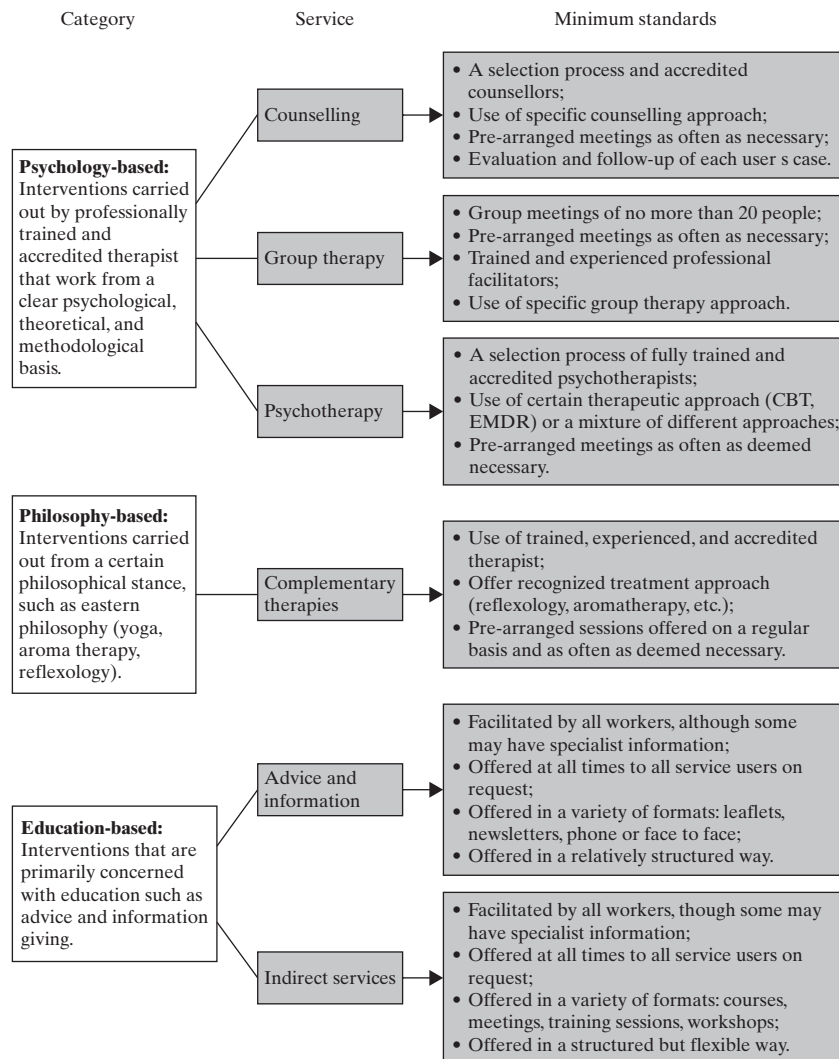 Category Service Minimum standards
Psychology-based:
Interventions carried
out by professionally
trained and
accredited therapist
that work from a
clear psychological,
theoretical, and
methodological
basis.
Counselling
• A selection process and accredited
counsellors;
• Use of specific counselling approach;
• Pre-arranged meetings as often as necessary;
• Evaluation and follow-up of each user s case.
Group therapy
• Group meetings of no more than 20 people;
• Pre-arranged meetings as often as necessary;
• Trained and experienced professional
facilitators;
• Use of specific group therapy approach.
Psychotherapy
• A selection process of fully trained and
accredited psychotherapists;
• Use of certain therapeutic approach (CBT,
EMDR) or a mixture of different approaches;
• Pre-arranged meetings as often as deemed
necessary.
Philosophy-based:
Interventions carried
out from a certain
philosophical stance,
such as eastern
philosophy (yoga,
aroma therapy,
reflexology).
Complementary
therapies
• Use of trained, experienced, and accredited
therapist;
• Offer recognized treatment approach
(reflexology, aromatherapy, etc.);
• Pre-arranged sessions offered on a regular
basis and as often as deemed necessary.
Education-based:
Interventions that are
primarily concerned
with education such as
advice and information
giving.
Advice and
information
• Facilitated by all workers, although some
may have specialist information;
• Offered at all times to all service users on
request;
• Offered in a variety of formats: leaflets,
newsletters, phone or face to face;
• Offered in a relatively structured way.
Indirect services
• Facilitated by all workers, though some may
have specialist information;
• Offered at all times to all service users on
request;
• Offered in a variety of formats: courses,
meetings, training sessions, workshops;
• Offered in a structured but flexible way.